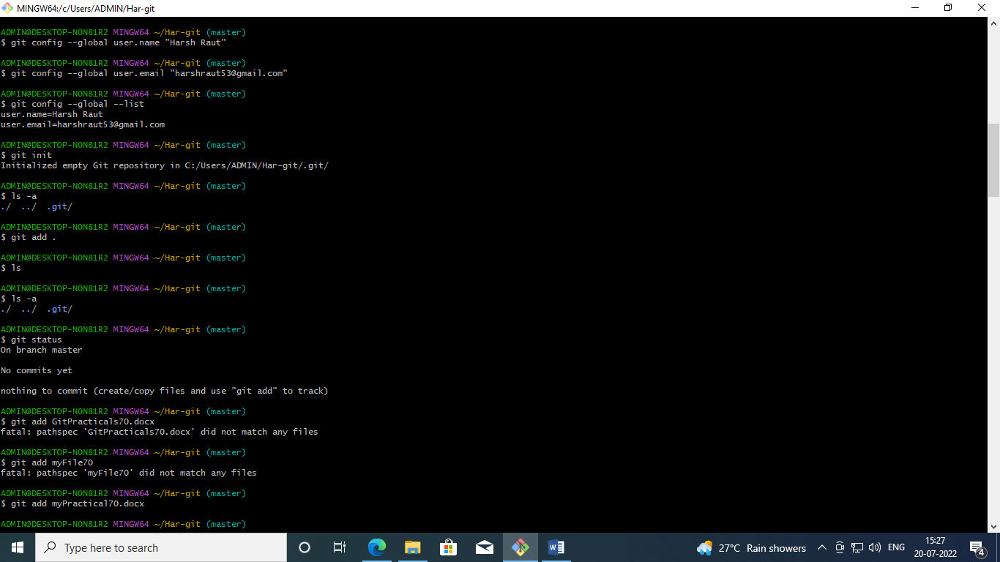 MINGW64:/c/Users/ADMIN/Har-git
ADMIN@DESKTOP-NON81R2 MINGW64 ~/Har-git (master)
$ git config --global user.name "Harsh Raut"
ADMIN@DESKTOP-NON81R2 MINGW64 ~/Har-git (master)
$ git config --global user.email "harshraut53@gmail.com"
ADMIN@DESKTOP-NON81R2 MINGW64 ~/Har-git (master)
$ git config --global --list
user.name=Harsh Raut
user.email=harshraut53@gmail.com
ADMIN@DESKTOP-NON81R2 MINGW64 ~/Har-git (master)
$ git init
Initialized empty Git repository in C:/Users/ADMIN/Har-git/.git/
ADMIN@DESKTOP-NON81R2 MINGW64 ~/Har-git (master)
$ ls -a
./  ../  .git/
ADMIN@DESKTOP-NON81R2 MINGW64 ~/Har-git (master)
$ git add .
ADMIN@DESKTOP-NON81R2 MINGW64 ~/Har-git (master)
$ ls
ADMIN@DESKTOP-NON81R2 MINGW64 ~/Har-git (master)
$ ls -a
./  ../  .git/
ADMIN@DESKTOP-NON81R2 MINGW64 ~/Har-git (master)
$ git status
On branch master
No commits yet
nothing to commit (create/copy files and use "git add" to track)
ADMIN@DESKTOP-NON81R2 MINGW64 ~/Har-git (master)
$ git add GitPracticals70.docx
fatal: pathspec 'GitPracticals70.docx' did not match any files
ADMIN@DESKTOP-NON81R2 MINGW64 ~/Har-git (master)
$ git add myFile70
fatal: pathspec 'myFile70' did not match any files
ADMIN@DESKTOP-NON81R2 MINGW64 ~/Har-git (master)
$ git add myPractical70.docx
ADMIN@DESKTOP-NON81R2 MINGW64 ~/Har-git (master)
Type here to search
27°C Rain showers
ENG
15:27
20-07-2022
4